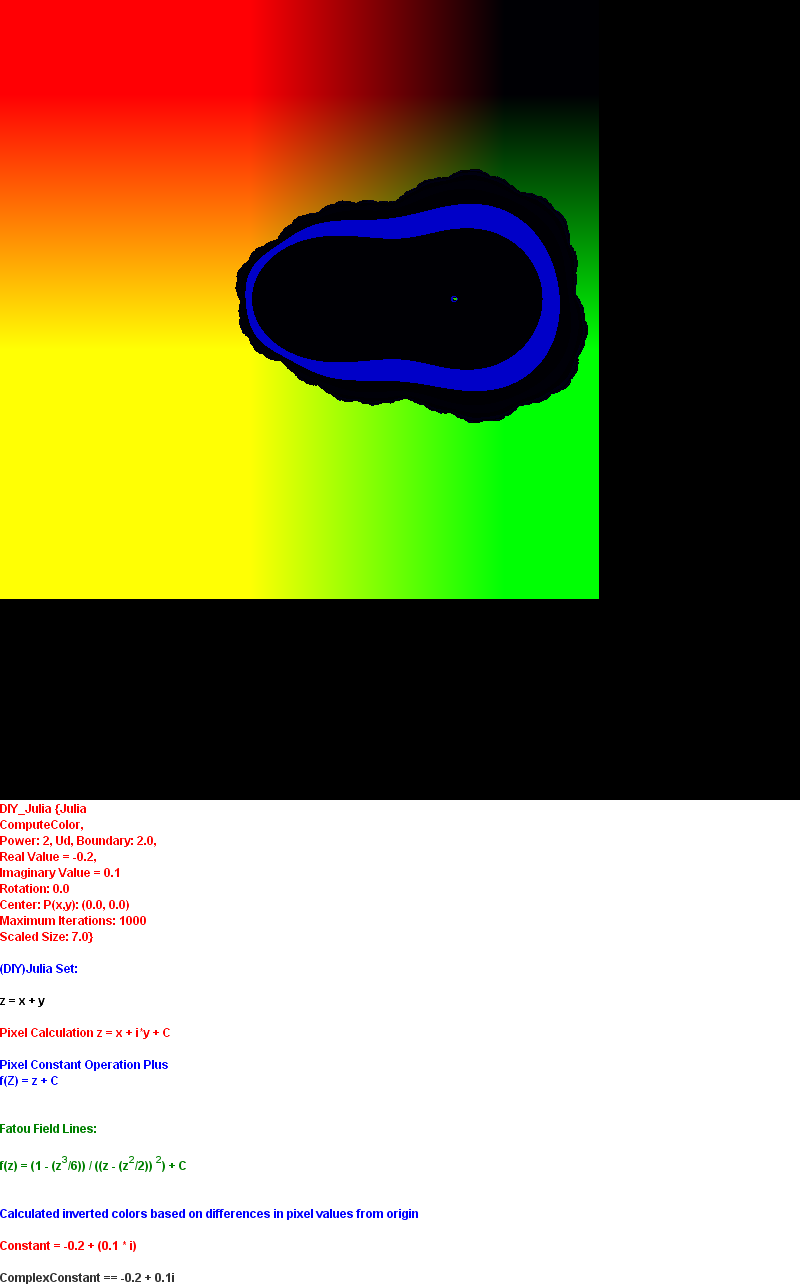 DIY_Julia {Julia
ComputeColor,
Power: 2, Ud, Boundary: 2.0,
Real Value = -0.2,
Imaginary Value = 0.1
Rotation: 0.0
Center: P(x,y): (0.0, 0.0)
Maximum Iterations: 1000
Scaled Size: 7.0}
(DIY)Julia Set:
z = x + y
Pixel Calculation z = x + i*y + C
Pixel Constant Operation Plus
f(Z) = z + C
Fatou Field Lines:
f(z) = (1 - (z³/6)) / ((z - (z²/2)) ²) + C
Calculated inverted colors based on differences in pixel values from origin
Constant = -0.2 + (0.1 * i)
ComplexConstant == -0.2 + 0.1i